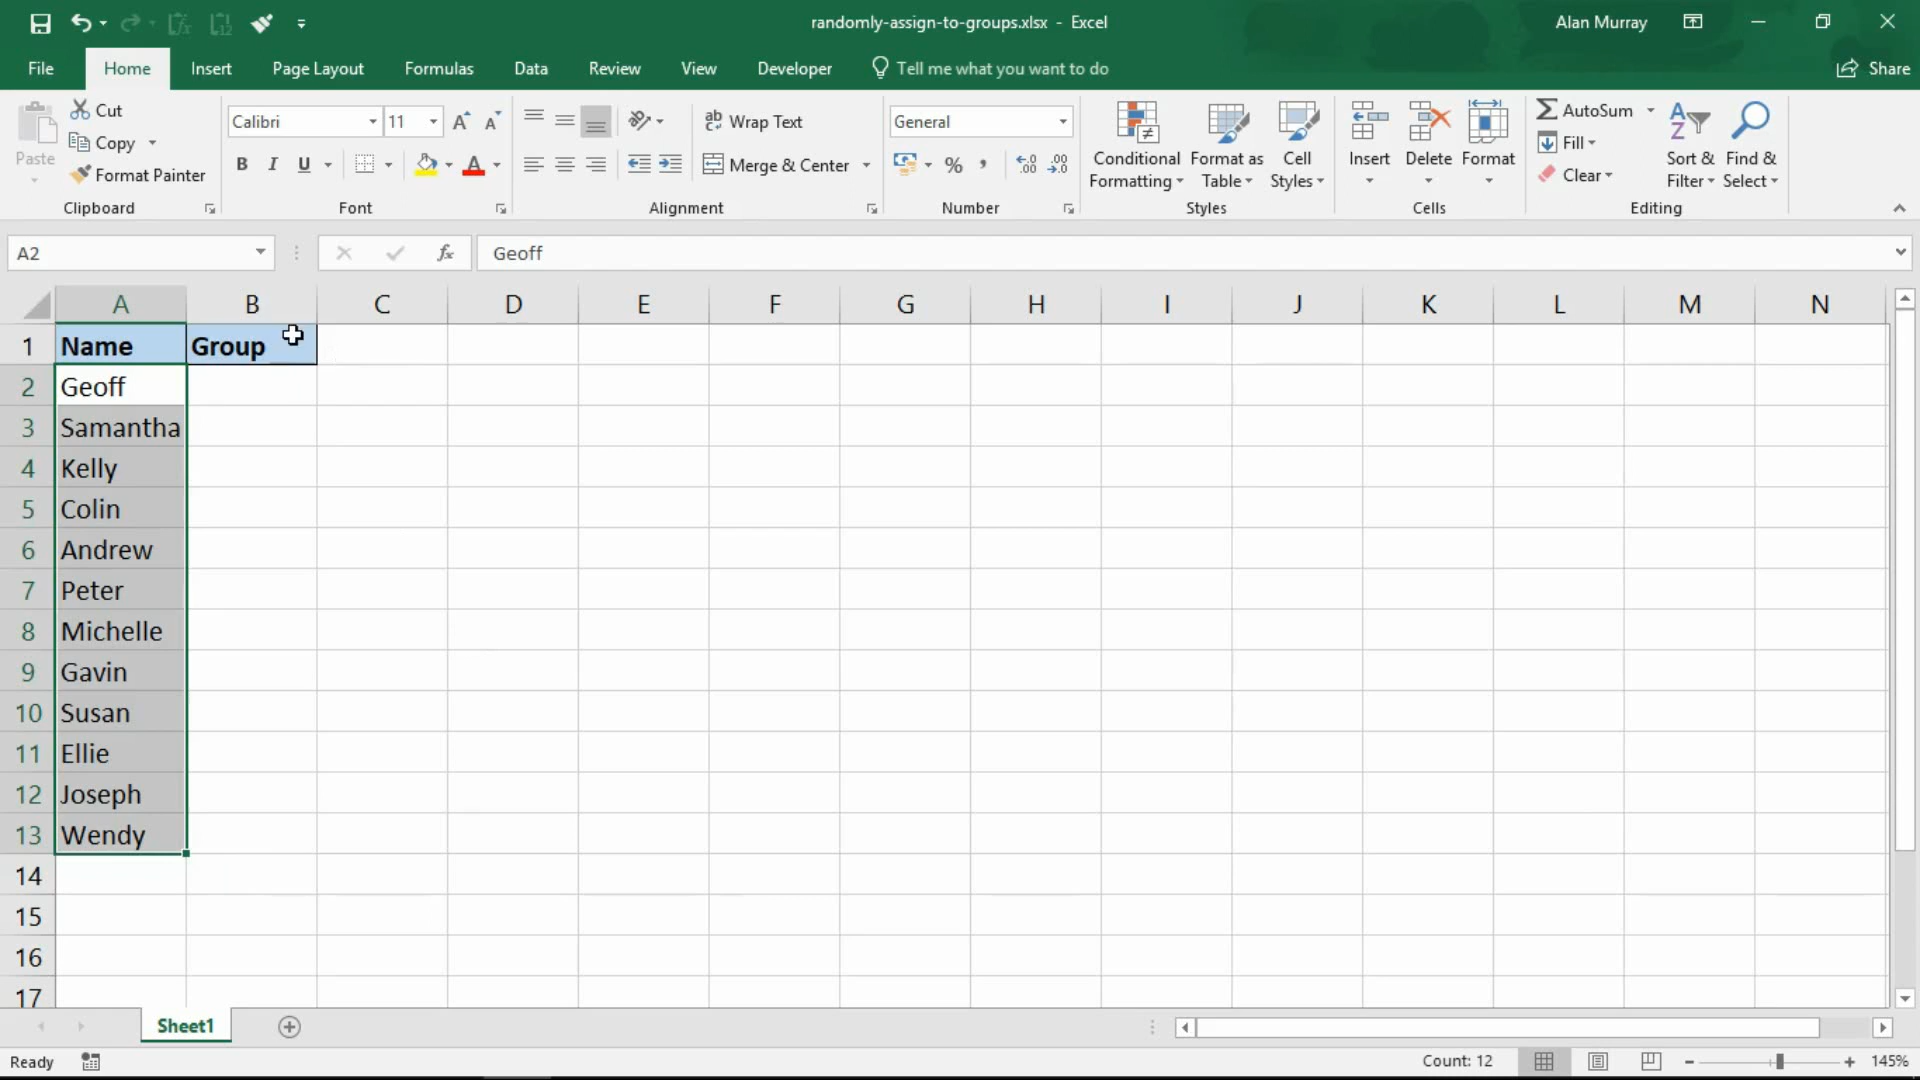 randomly-assign-to-groups.xlsx - Excel
Alan Murray
File Home Insert Page Layout Formulas Data Review View Developer Tell me what you want to do Share
Paste
Cut
Copy
Format Painter
Clipboard
Calibri 11
B I U
Font
Wrap Text
Merge & Center
Alignment
General
%
Number
Conditional Formatting
Format as Table
Cell Styles
Styles
Insert
Delete
Format
Cells
AutoSum
Fill
Clear
Sort & Filter
Find & Select
Editing
A2 fx Geoff
A B C D E F G H I J K L M N
1 Name Group
2 Geoff
3 Samantha
4 Kelly
5 Colin
6 Andrew
7 Peter
8 Michelle
9 Gavin
10 Susan
11 Ellie
12 Joseph
13 Wendy
14
15
16
17
Sheet1
Ready Count: 12 145%